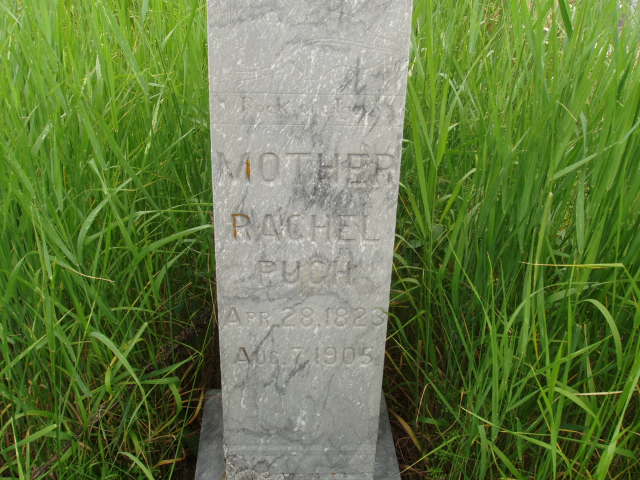 MOTHER
RACHEL
PUGH
APR. 28, 1823
AUG. 7, 1905